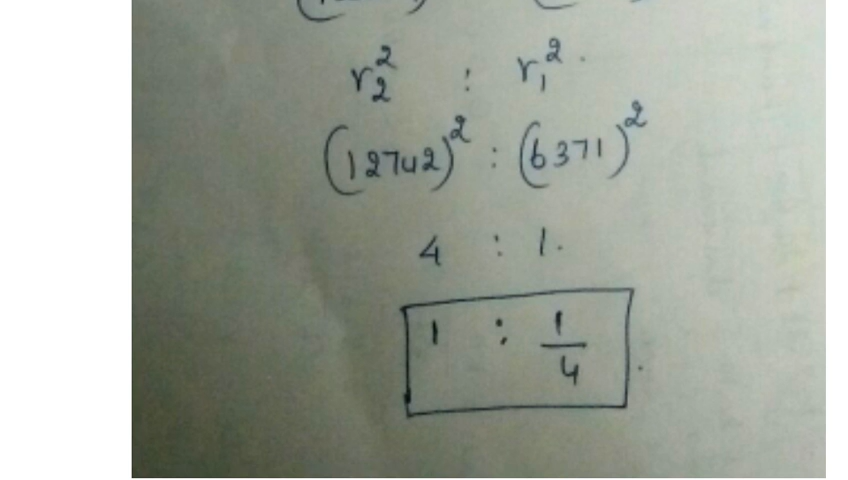 r₂² : r₁².
(12742)² : (6371)²
4 : 1.
1 : 1/4.